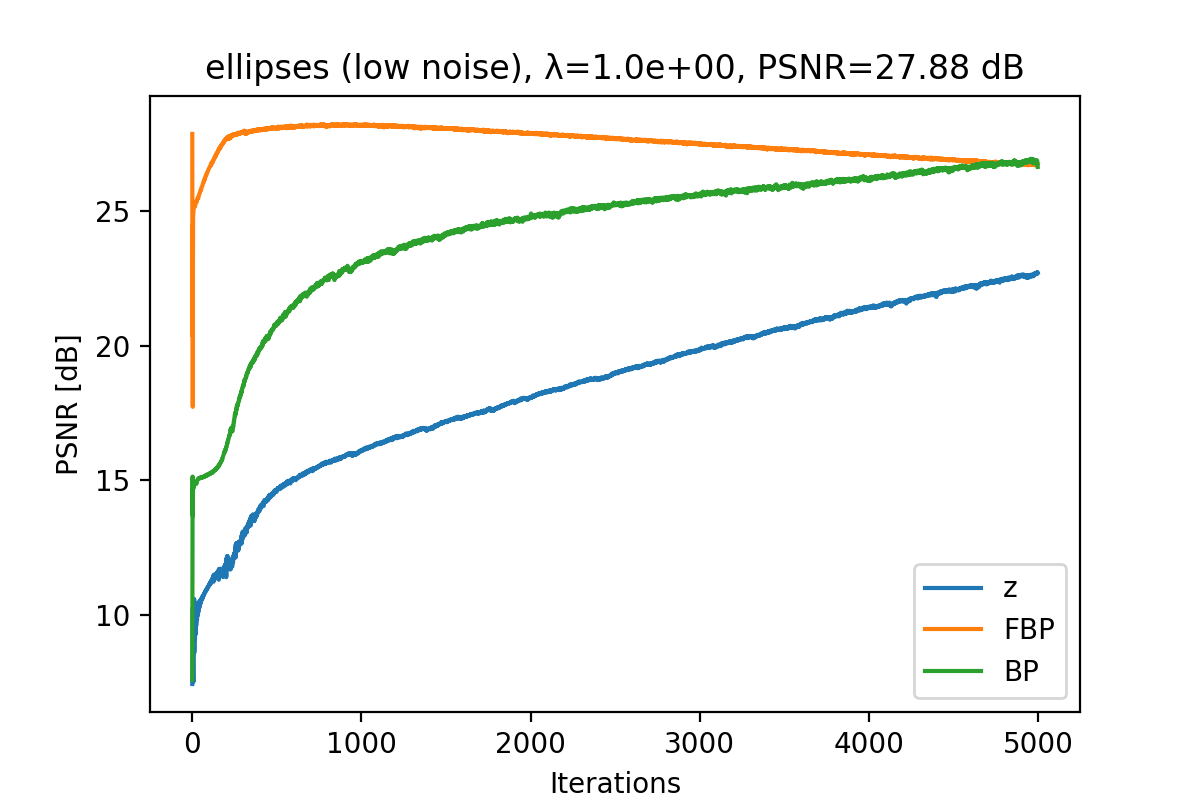 ellipses (low noise), λ=1.0e+00, PSNR=27.88 dB
PSNR [dB]
25
20
15
10
z
FBP
BP
0 1000 2000 3000 4000 5000
Iterations